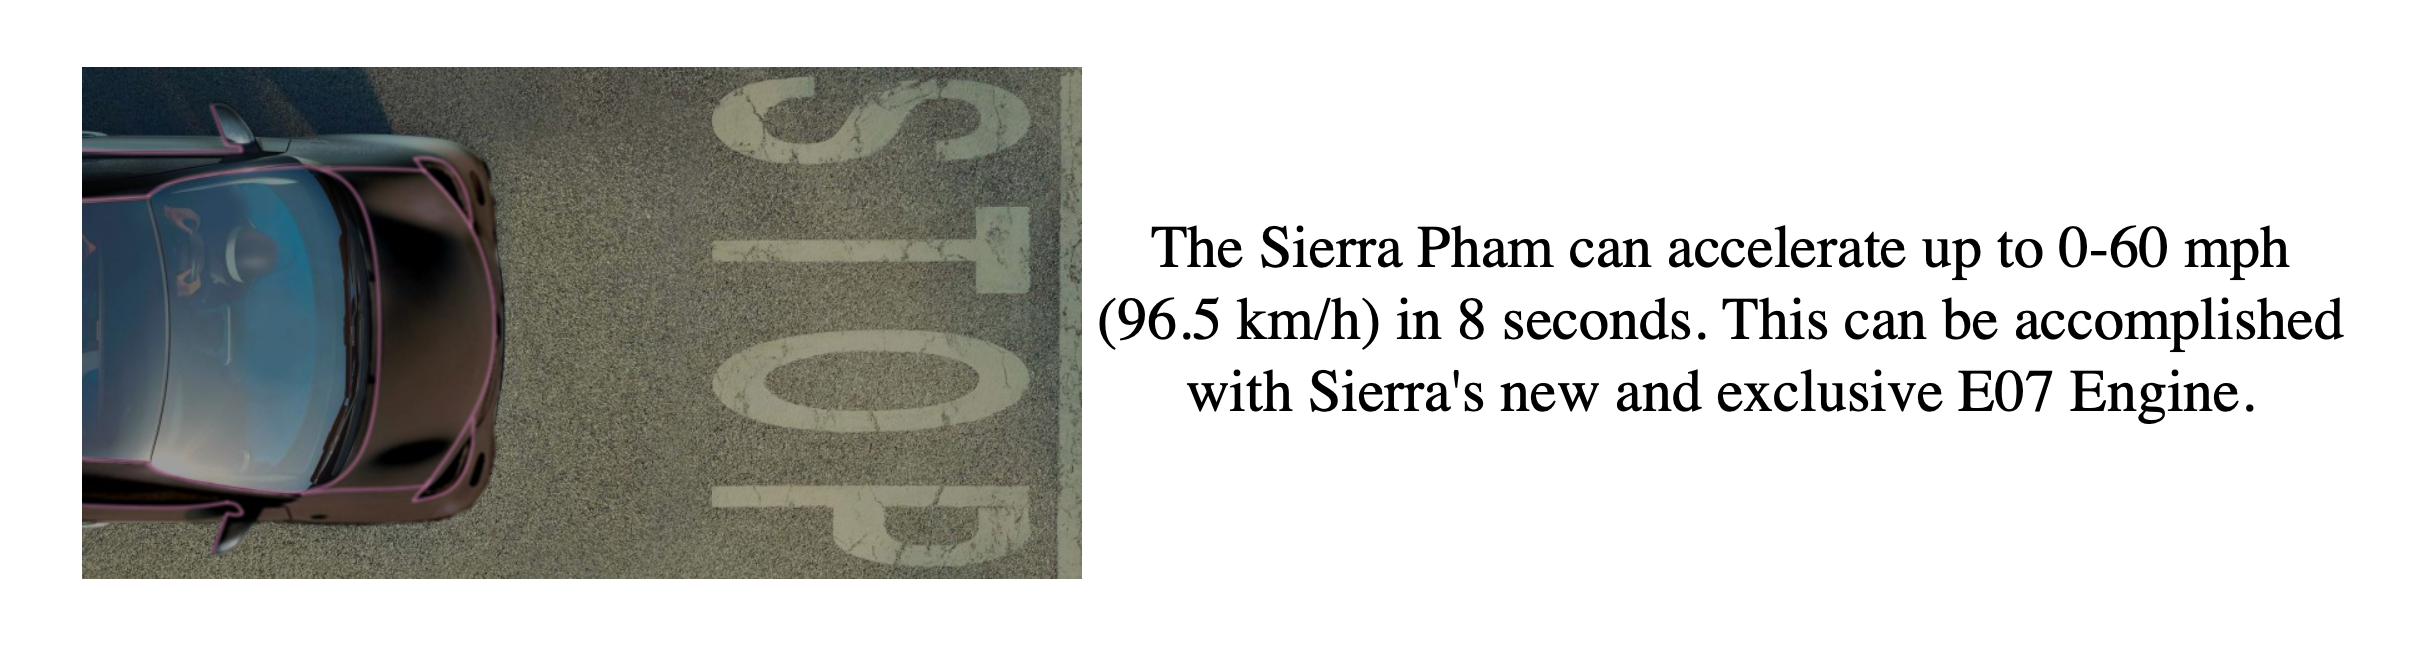 STOP
The Sierra Pham can accelerate up to 0-60 mph
(96.5 km/h) in 8 seconds. This can be accomplished
with Sierra's new and exclusive E07 Engine.